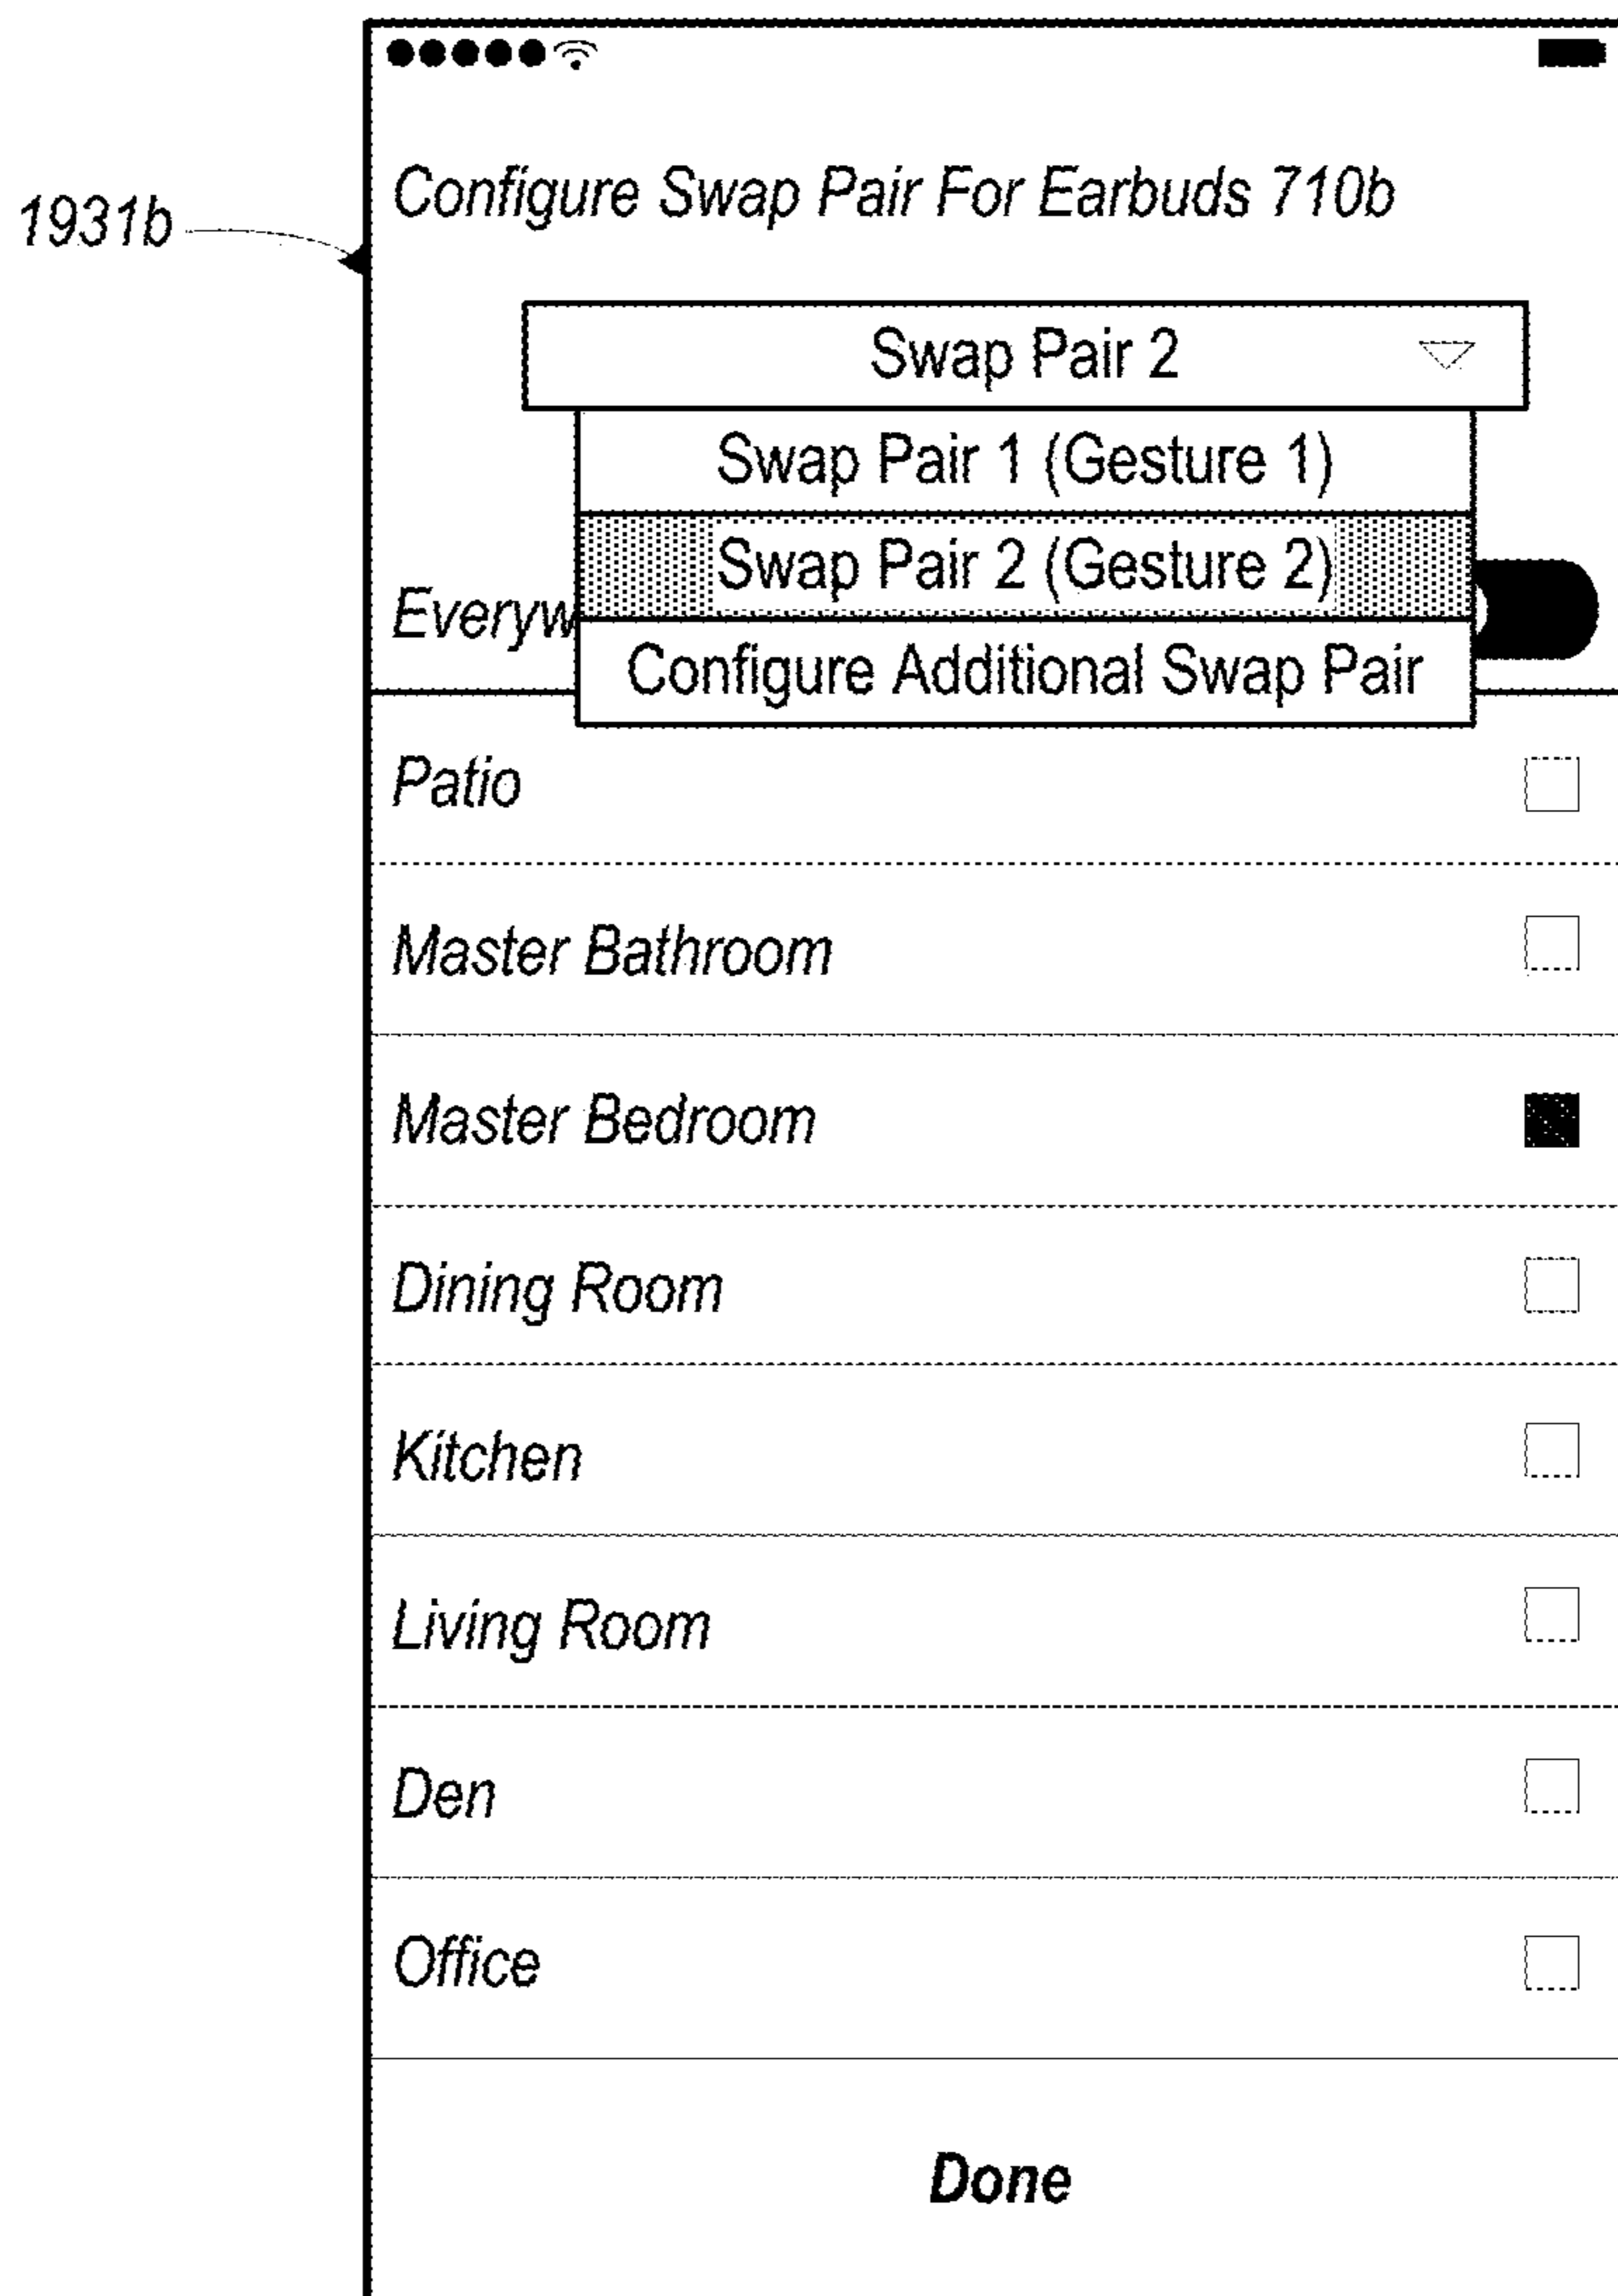 1931b
Configure Swap Pair For Earbuds 710b
Swap Pair 2
Swap Pair 1 (Gesture 1)
Swap Pair 2 (Gesture 2)
Everyw
Configure Additional Swap Pair
Patio
Master Bathroom
Master Bedroom
Dining Room
Kitchen
Living Room
Den
Office
Done